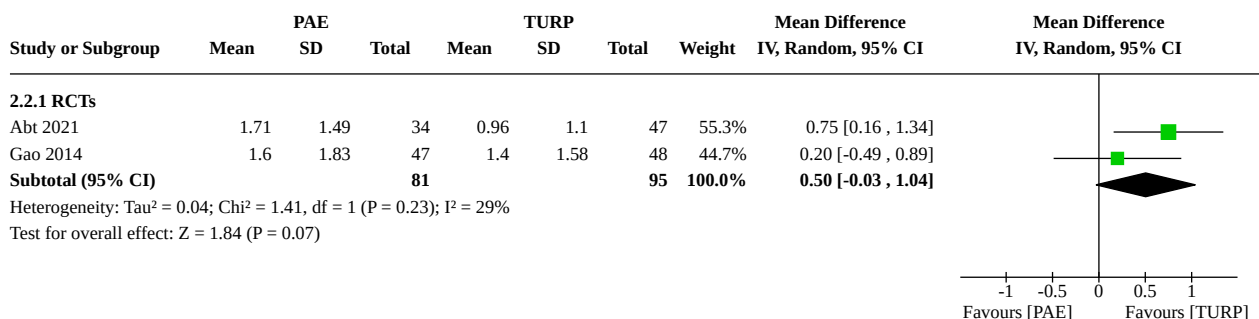 PAE TURP Mean Difference Mean Difference
Study or Subgroup Mean SD Total Mean SD Total Weight IV, Random, 95% CI IV, Random, 95% CI
2.2.1 RCTs
Abt 2021 1.71 1.49 34 0.96 1.1 47 55.3% 0.75 [0.16 , 1.34]
Gao 2014 1.6 1.83 47 1.4 1.58 48 44.7% 0.20 [-0.49 , 0.89]
Subtotal (95% CI) 81 95 100.0% 0.50 [-0.03 , 1.04]
Heterogeneity: Tau² = 0.04; Chi² = 1.41, df = 1 (P = 0.23); I² = 29%
Test for overall effect: Z = 1.84 (P = 0.07)
-1 -0.5 0 0.5 1
Favours [PAE] Favours [TURP]